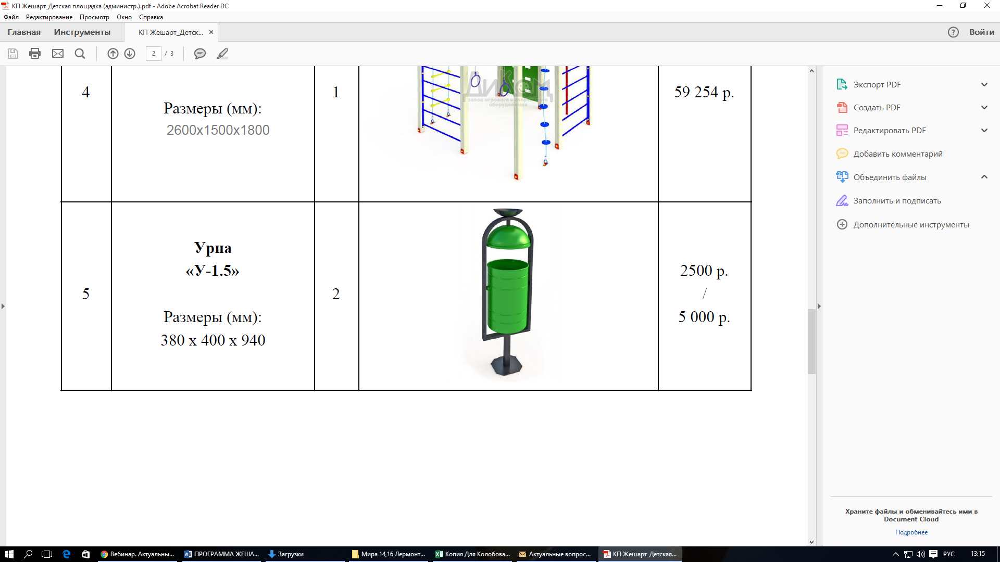 КП Жешарт_Детская площадка (администр.).pdf - Adobe Acrobat Reader DC
Файл Редактирование Просмотр Окно Справка
Главная Инструменты КП Жешарт_Детск... × Войти
2 / 3
4
Размеры (мм):
2600x1500x1800
1
ДиКом
завод игрового и спортивного
оборудования
59 254 р.
5
Урна
«У-1.5»
Размеры (мм):
380 х 400 х 940
2
2500 р.
/
5 000 р.
Экспорт PDF
Создать PDF
Редактировать PDF
Добавить комментарий
Объединить файлы
Заполнить и подписать
Дополнительные инструменты
Храните файлы и обменивайтесь ими в
Document Cloud
Подробнее
Вебинар. Актуальны... ПРОГРАММА ЖЕША... Загрузки Мира 14,16 Лермонт... Копия Для Колобова... Актуальные вопрос... КП Жешарт_Детская... РУС 13:15